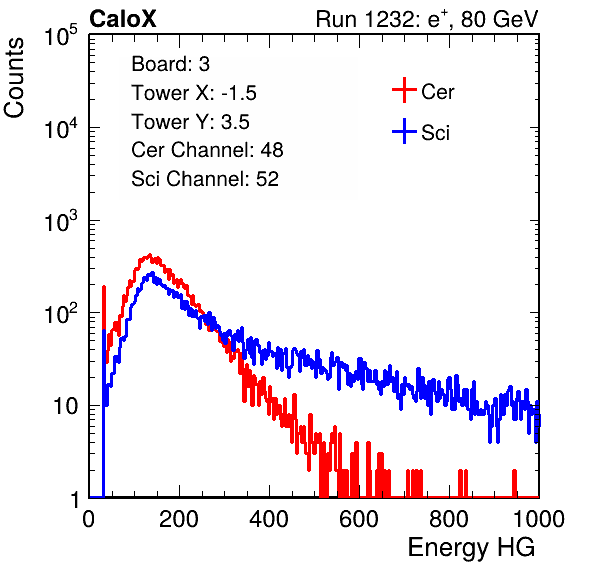 CaloX Run 1232: e⁺, 80 GeV
Counts
10⁵
10⁴
10³
10²
10
1
Board: 3
Tower X: -1.5
Tower Y: 3.5
Cer Channel: 48
Sci Channel: 52
Cer
Sci
0 200 400 600 800 1000
Energy HG